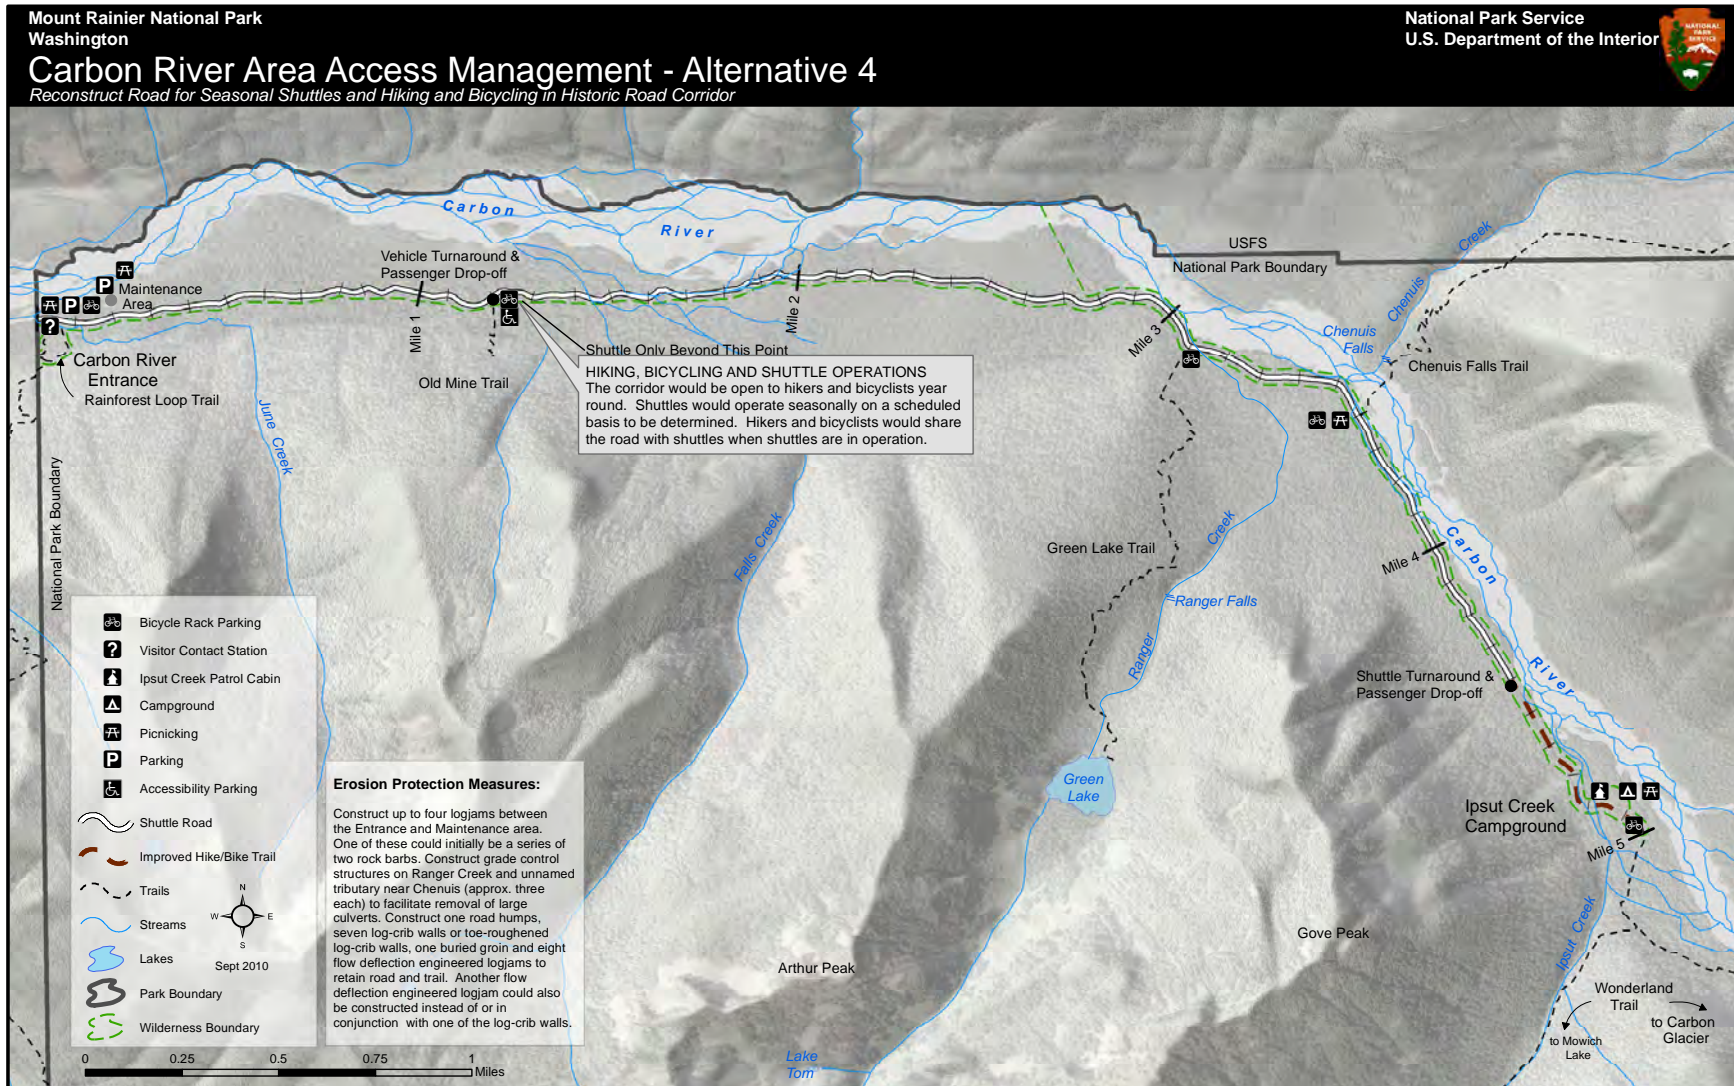 Mount Rainier National Park
Washington
Carbon River Area Access Management - Alternative 4
Reconstruct Road for Seasonal Shuttles and Hiking and Bicycling in Historic Road Corridor
National Park Service
U.S. Department of the Interior
NATIONAL
PARK
SERVICE
Carbon
River
USFS
National Park Boundary
Chenuis
Creek
Vehicle Turnaround &
Passenger Drop-off
P
Maintenance
Area
P
?
Mile 1
Mile 2
Mile 3
Chenuis
Falls
Chenuis Falls Trail
Carbon River
Entrance
Rainforest Loop Trail
Old Mine Trail
June Creek
Shuttle Only Beyond This Point
HIKING, BICYCLING AND SHUTTLE OPERATIONS
The corridor would be open to hikers and bicyclists year
round. Shuttles would operate seasonally on a scheduled
basis to be determined. Hikers and bicyclists would share
the road with shuttles when shuttles are in operation.
National Park Boundary
Falls Creek
Green Lake Trail
Creek
Ranger Falls
Ranger
Mile 4
Carbon
River
Shuttle Turnaround &
Passenger Drop-off
Green
Lake
Ipsut Creek
Campground
Mile 5
Ipsut Creek
Gove Peak
Arthur Peak
Wonderland
Trail
to Carbon
Glacier
to Mowich
Lake
Lake
Tom
Bicycle Rack Parking
? Visitor Contact Station
Ipsut Creek Patrol Cabin
Campground
Picnicking
P Parking
Accessibility Parking
Shuttle Road
Improved Hike/Bike Trail
Trails
Streams
Lakes
Park Boundary
Wilderness Boundary
N
W E
S
Sept 2010
0 0.25 0.5 0.75 1
Miles
Erosion Protection Measures:
Construct up to four logjams between
the Entrance and Maintenance area.
One of these could initially be a series of
two rock barbs. Construct grade control
structures on Ranger Creek and unnamed
tributary near Chenuis (approx. three
each) to facilitate removal of large
culverts. Construct one road humps,
seven log-crib walls or toe-roughened
log-crib walls, one buried groin and eight
flow deflection engineered logjams to
retain road and trail. Another flow
deflection engineered logjam could also
be constructed instead of or in
conjunction with one of the log-crib walls.